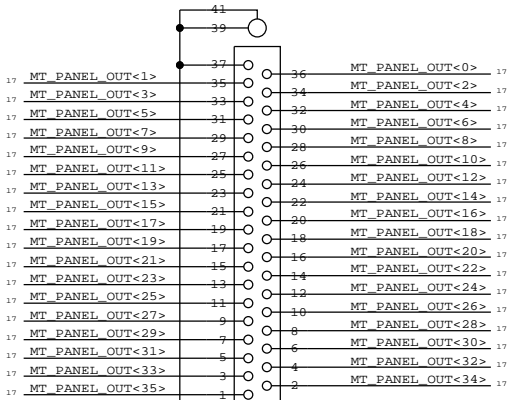 41
39
37
36 MT_PANEL_OUT<0> 17
17 MT_PANEL_OUT<1> 35
34 MT_PANEL_OUT<2> 17
17 MT_PANEL_OUT<3> 33
32 MT_PANEL_OUT<4> 17
17 MT_PANEL_OUT<5> 31
30 MT_PANEL_OUT<6> 17
17 MT_PANEL_OUT<7> 29
28 MT_PANEL_OUT<8> 17
17 MT_PANEL_OUT<9> 27
26 MT_PANEL_OUT<10> 17
17 MT_PANEL_OUT<11> 25
24 MT_PANEL_OUT<12> 17
17 MT_PANEL_OUT<13> 23
22 MT_PANEL_OUT<14> 17
17 MT_PANEL_OUT<15> 21
20 MT_PANEL_OUT<16> 17
17 MT_PANEL_OUT<17> 19
18 MT_PANEL_OUT<18> 17
17 MT_PANEL_OUT<19> 17
16 MT_PANEL_OUT<20> 17
17 MT_PANEL_OUT<21> 15
14 MT_PANEL_OUT<22> 17
17 MT_PANEL_OUT<23> 13
12 MT_PANEL_OUT<24> 17
17 MT_PANEL_OUT<25> 11
10 MT_PANEL_OUT<26> 17
17 MT_PANEL_OUT<27> 9
8 MT_PANEL_OUT<28> 17
17 MT_PANEL_OUT<29> 7
6 MT_PANEL_OUT<30> 17
17 MT_PANEL_OUT<31> 5
4 MT_PANEL_OUT<32> 17
17 MT_PANEL_OUT<33> 3
2 MT_PANEL_OUT<34> 17
17 MT_PANEL_OUT<35> 1